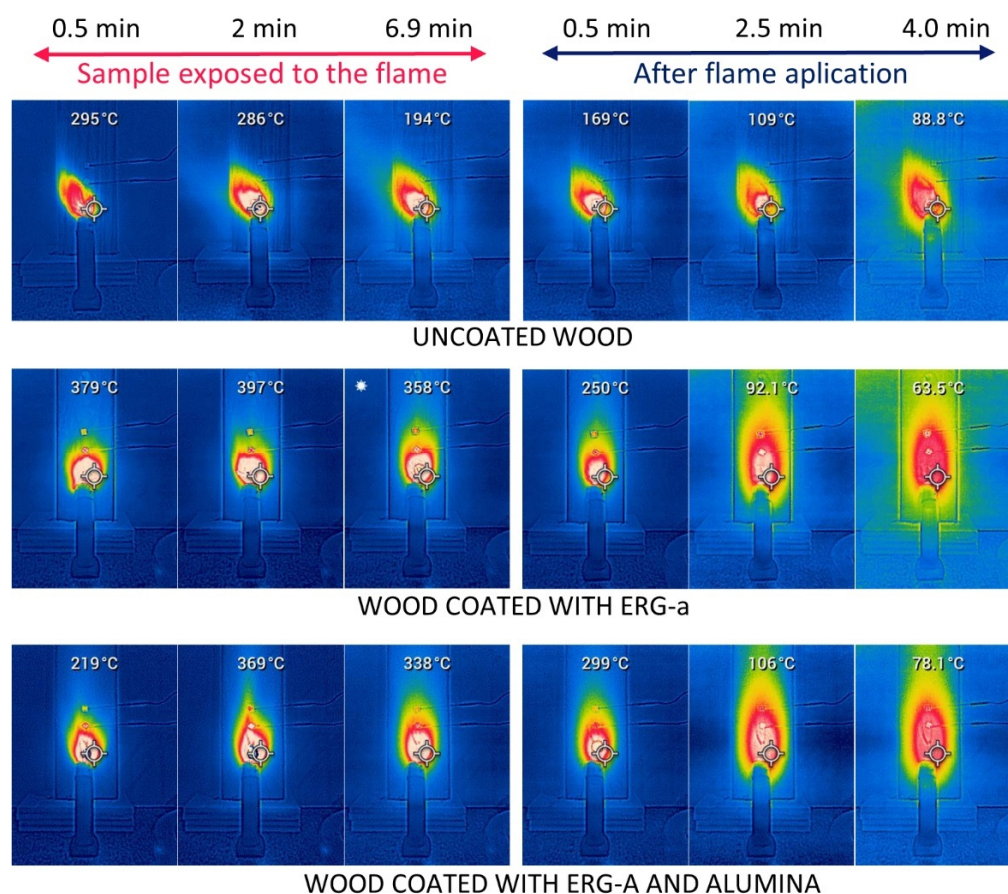 0.5 min 2 min 6.9 min 0.5 min 2.5 min 4.0 min
Sample exposed to the flame After flame aplication
295°C 286°C 194°C 169°C 109°C 88.8°C
UNCOATED WOOD
379°C 397°C 358°C 250°C 92.1°C 63.5°C
WOOD COATED WITH ERG-a
219°C 369°C 338°C 299°C 106°C 78.1°C
WOOD COATED WITH ERG-A AND ALUMINA